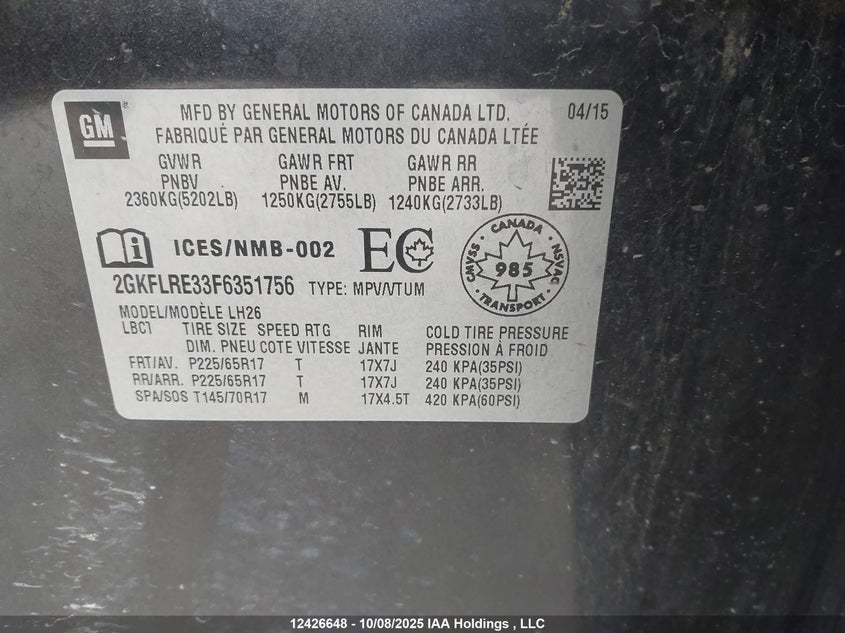 GM
MFD BY GENERAL MOTORS OF CANADA LTD. 04/15
FABRIQUÉ PAR GENERAL MOTORS DU CANADA LTÉE
GVWR GAWR FRT GAWR RR
PNBV PNBE AV. PNBE ARR.
2360KG(5202LB) 1250KG(2755LB) 1240KG(2733LB)
ICES/NMB-002 EC
CANADA
CMVSS 985 NSVAC
TRANSPORT
2GKFLRE33F6351756 TYPE: MPV/VTUM
MODEL/MODÈLE LH26
LBC1 TIRE SIZE SPEED RTG RIM COLD TIRE PRESSURE
DIM. PNEU COTE VITESSE JANTE PRESSION À FROID
FRT/AV. P225/65R17 T 17X7J 240 KPA(35PSI)
RR/ARR. P225/65R17 T 17X7J 240 KPA(35PSI)
SPA/SOS T145/70R17 M 17X4.5T 420 KPA(60PSI)
12426648 - 10/08/2025 IAA Holdings , LLC